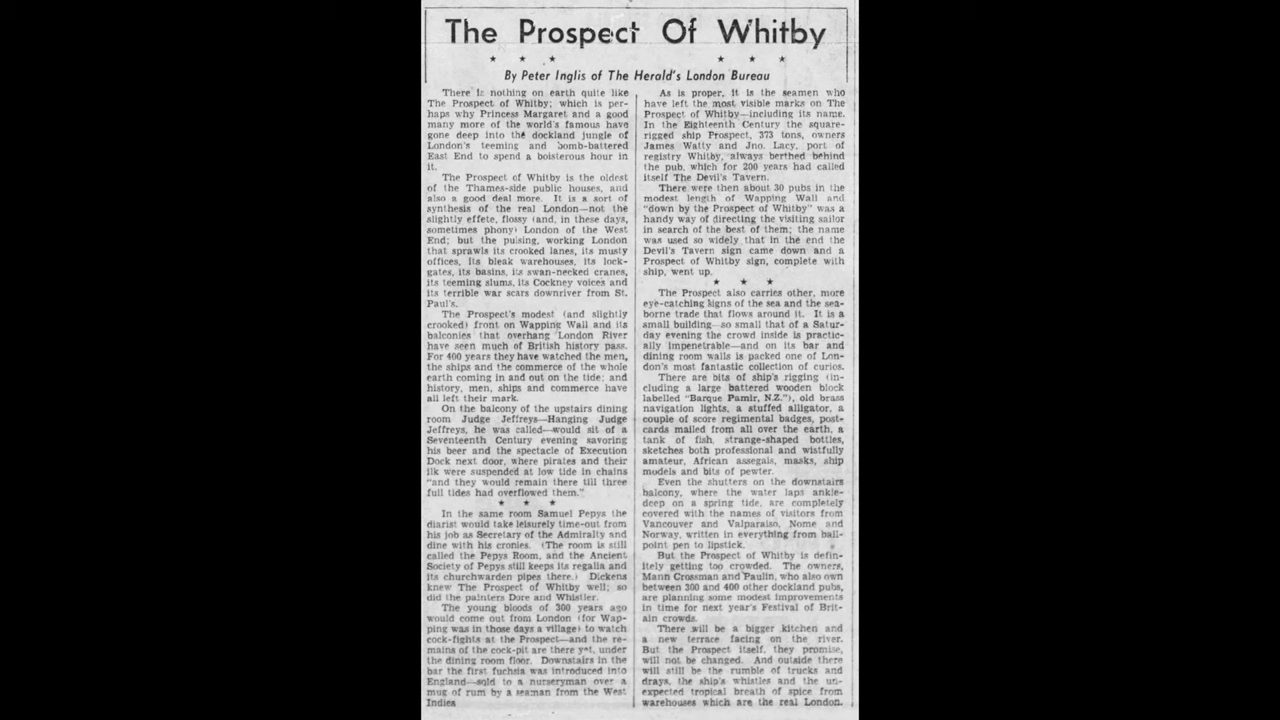 The Prospect Of Whitby
★ ★ ★ ★ ★ ★
By Peter Inglis of The Herald's London Bureau
There is nothing on earth quite like
The Prospect of Whitby; which is per-
haps why Princess Margaret and a good
many more of the world's famous have
gone deep into the dockland jungle of
London's teeming and bomb-battered
East End to spend a boisterous hour in
it.
The Prospect of Whitby is the oldest
of the Thames-side public houses, and
also a good deal more. It is a sort of
synthesis of the real London—not the
slightly effete, flossy (and, in these days,
sometimes phony) London of the West
End; but the pulsing, working London
that sprawls its crooked lanes, its musty
offices, its bleak warehouses, its lock-
gates, its basins, its swan-necked cranes,
its teeming slums, its Cockney voices and
its terrible war scars downriver from St.
Paul's.
The Prospect's modest (and slightly
crooked) front on Wapping Wall and its
balconies that overhang London River
have seen much of British history pass.
For 400 years they have watched the men,
the ships and the commerce of the whole
earth coming in and out on the tide; and
history, men, ships and commerce have
all left their mark.
On the balcony of the upstairs dining
room Judge Jeffreys—Hanging Judge
Jeffreys, he was called—would sit of a
Seventeenth Century evening savoring
his beer and the spectacle of Execution
Dock next door, where pirates and their
ilk were suspended at low tide in chains
"and they would remain there till three
full tides had overflowed them."
★ ★ ★
In the same room Samuel Pepys the
diarist would take leisurely time-out from
his job as Secretary of the Admiralty and
dine with his cronies. (The room is still
called the Pepys Room, and the Ancient
Society of Pepys still keeps its regalia and
its churchwarden pipes there.) Dickens
knew The Prospect of Whitby well; so
did the painters Dore and Whistler.
The young bloods of 300 years ago
would come out from London (for Wap-
ping was in those days a village) to watch
cock-fights at the Prospect—and the re-
mains of the cock-pit are there yet, under
the dining room floor. Downstairs in the
bar the first fuchsia was introduced into
England—sold to a nurseryman over a
mug of rum by a seaman from the West
Indies
As is proper, it is the seamen who
have left the most visible marks on The
Prospect of Whitby—including its name.
In the Eighteenth Century the square-
rigged ship Prospect, 373 tons, owners
James Watty and Jno. Lacy, port of
registry Whitby, always berthed behind
the pub, which for 200 years had called
itself The Devil's Tavern.
There were then about 30 pubs in the
modest length of Wapping Wall and
"down by the Prospect of Whitby" was a
handy way of directing the visiting sailor
in search of the best of them; the name
was used so widely that in the end the
Devil's Tavern sign came down and a
Prospect of Whitby sign, complete with
ship, went up.
★ ★ ★
The Prospect also carries other, more
eye-catching signs of the sea and the sea-
borne trade that flows around it. It is a
small building—so small that of a Satur-
day evening the crowd inside is practic-
ally impenetrable—and on its bar and
dining room walls is packed one of Lon-
don's most fantastic collection of curios.
There are bits of ship's rigging (in-
cluding a large battered wooden block
labelled "Barque Pamir, N.Z."), old brass
navigation lights, a stuffed alligator, a
couple of score regimental badges, post-
cards mailed from all over the earth, a
tank of fish, strange-shaped bottles,
sketches both professional and wistfully
amateur, African assegais, masks, ship
models and bits of pewter.
Even the shutters on the downstairs
balcony, where the water laps ankle-
deep on a spring tide, are completely
covered with the names of visitors from
Vancouver and Valparaiso, Nome and
Norway, written in everything from ball-
point pen to lipstick.
But the Prospect of Whitby is defin-
itely getting too crowded. The owners,
Mann Crossman and Paulin, who also own
between 300 and 400 other dockland pubs,
are planning some modest improvements
in time for next year's Festival of Brit-
ain crowds.
There will be a bigger kitchen and
a new terrace facing on the river.
But the Prospect itself, they promise,
will not be changed. And outside there
will still be the rumble of trucks and
drays, the ship's whistles and the un-
expected tropical breath of spice from
warehouses which are the real London.